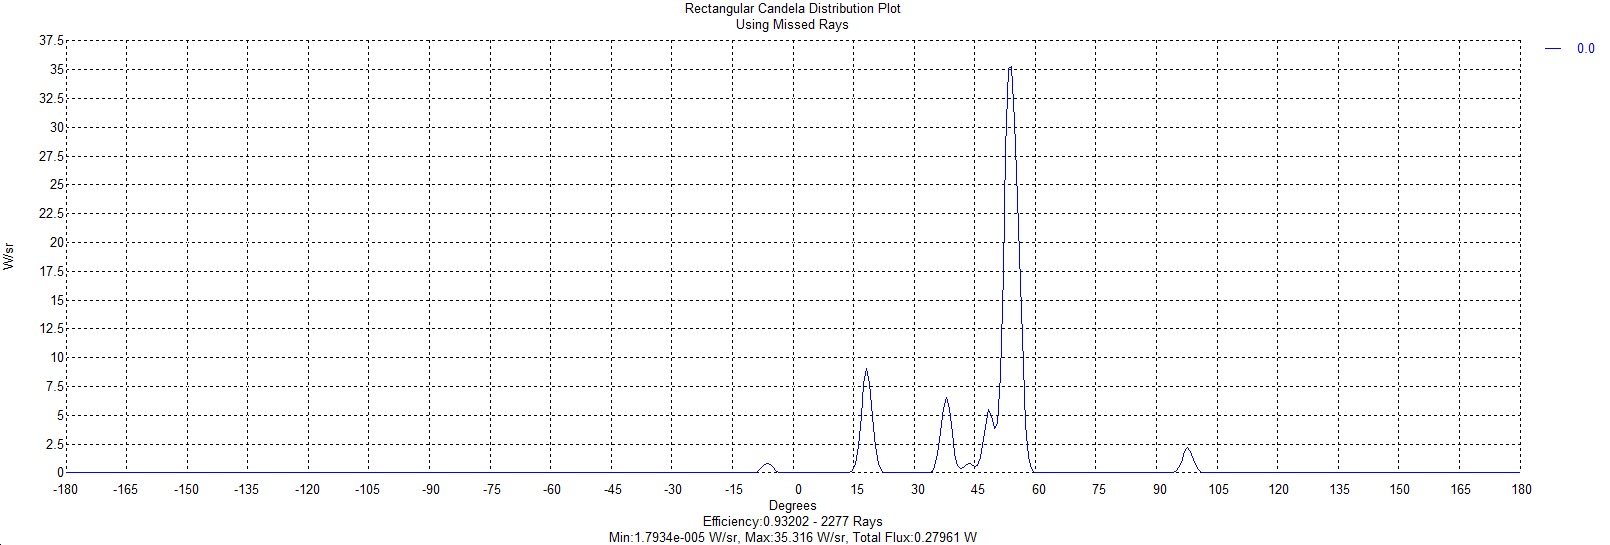 Rectangular Candela Distribution Plot
Using Missed Rays
0.0
37.5
35
32.5
30
27.5
25
22.5
20
17.5
15
12.5
10
7.5
5
2.5
0
W/sr
-180 -165 -150 -135 -120 -105 -90 -75 -60 -45 -30 -15 0 15 30 45 60 75 90 105 120 135 150 165 180
Degrees
Efficiency:0.93202 - 2277 Rays
Min:1.7934e-005 W/sr, Max:35.316 W/sr, Total Flux:0.27961 W